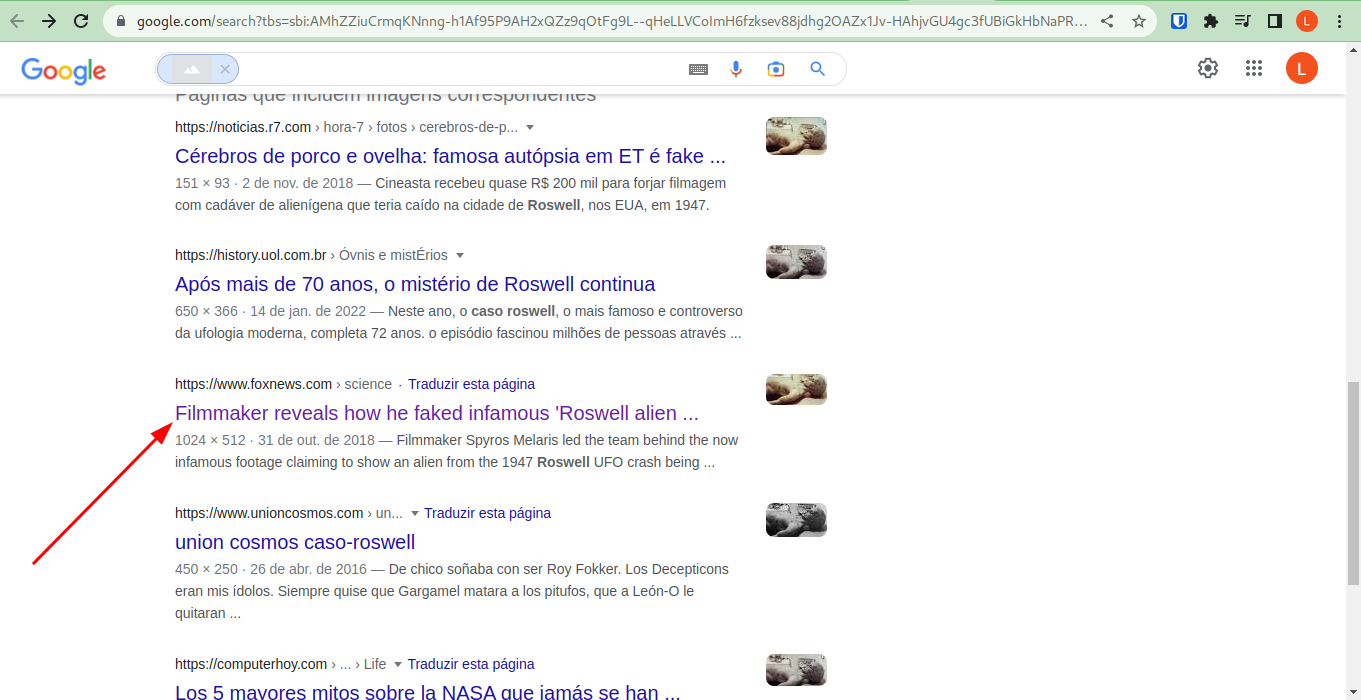 google.com/search?tbs=sbi:AMhZZiuCrmqKNnng-h1Af95P9AH2xQZz9qOtFg9L--qHeLLVCoImH6fzksev88jdhg2OAZx1Jv-HAhjvGU4gc3fUBiGkHbNaPR...
L
Google
L
Páginas que incluem imagens correspondentes
https://noticias.r7.com › hora-7 › fotos › cerebros-de-p...
Cérebros de porco e ovelha: famosa autópsia em ET é fake ...
151 × 93 · 2 de nov. de 2018 — Cineasta recebeu quase R$ 200 mil para forjar filmagem
com cadáver de alienígena que teria caído na cidade de Roswell, nos EUA, em 1947.
https://history.uol.com.br › Óvnis e mistÉrios
Após mais de 70 anos, o mistério de Roswell continua
650 × 366 · 14 de jan. de 2022 — Neste ano, o caso roswell, o mais famoso e controverso
da ufologia moderna, completa 72 anos. o episódio fascinou milhões de pessoas através ...
https://www.foxnews.com › science · Traduzir esta página
Filmmaker reveals how he faked infamous 'Roswell alien ...
1024 × 512 · 31 de out. de 2018 — Filmmaker Spyros Melaris led the team behind the now
infamous footage claiming to show an alien from the 1947 Roswell UFO crash being ...
https://www.unioncosmos.com › un... Traduzir esta página
union cosmos caso-roswell
450 × 250 · 26 de abr. de 2016 — De chico soñaba con ser Roy Fokker. Los Decepticons
eran mis ídolos. Siempre quise que Gargamel matara a los pitufos, que a León-O le
quitaran ...
https://computerhoy.com › ... › Life Traduzir esta página
Los 5 mayores mitos sobre la NASA que jamás se han ...